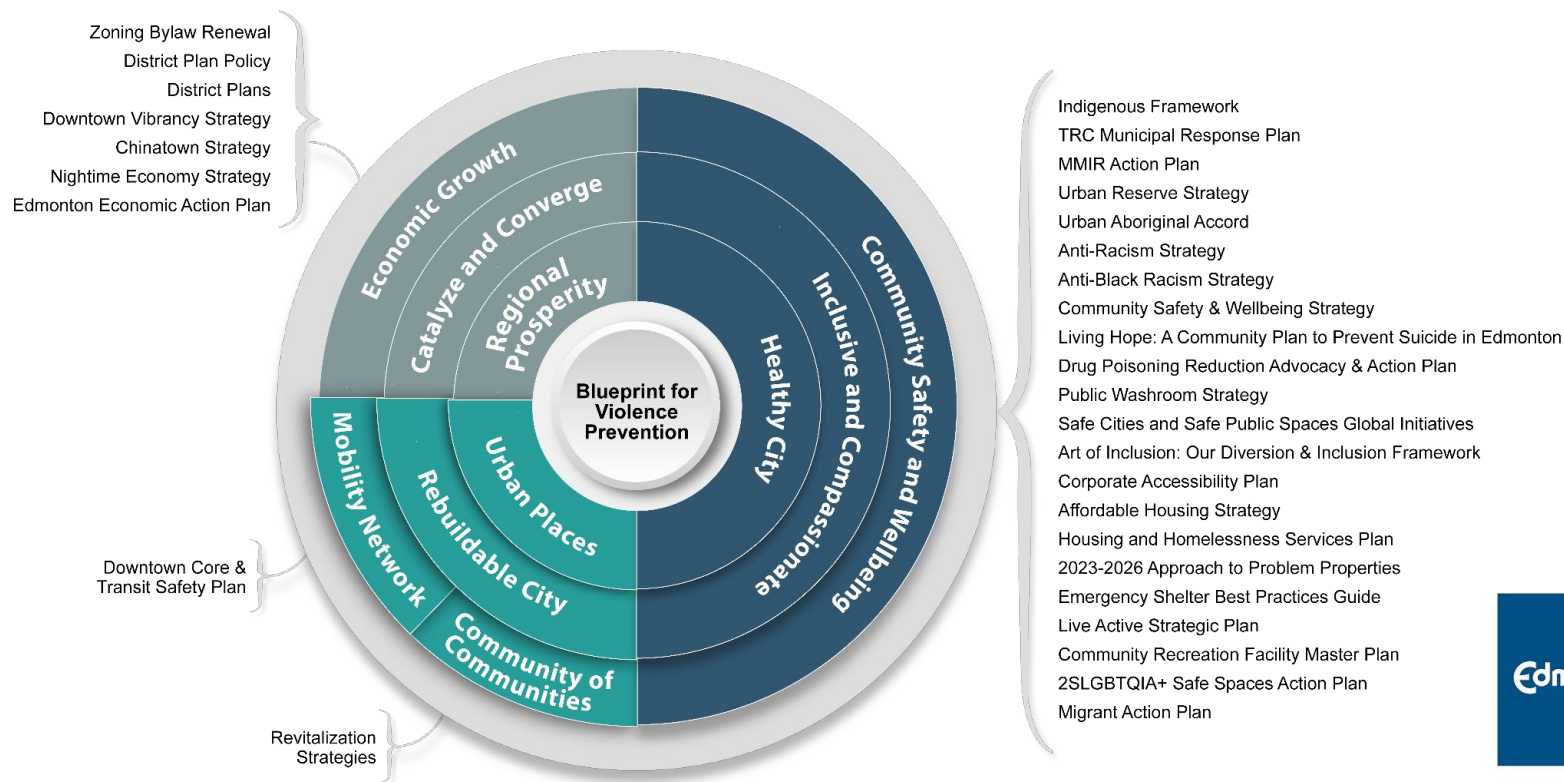 Zoning Bylaw Renewal
District Plan Policy
District Plans
Downtown Vibrancy Strategy
Chinatown Strategy
Nightime Economy Strategy
Edmonton Economic Action Plan
Economic Growth
Catalyze and Converge
Regional
Prosperity
Blueprint for
Violence
Prevention
Healthy City
Inclusive and Compassionate
Community Safety and Wellbeing
Urban Places
Rebuildable City
Mobility Network
Community of
Communities
Downtown Core &
Transit Safety Plan
Revitalization
Strategies
Indigenous Framework
TRC Municipal Response Plan
MMIR Action Plan
Urban Reserve Strategy
Urban Aboriginal Accord
Anti-Racism Strategy
Anti-Black Racism Strategy
Community Safety & Wellbeing Strategy
Living Hope: A Community Plan to Prevent Suicide in Edmonton
Drug Poisoning Reduction Advocacy & Action Plan
Public Washroom Strategy
Safe Cities and Safe Public Spaces Global Initiatives
Art of Inclusion: Our Diversion & Inclusion Framework
Corporate Accessibility Plan
Affordable Housing Strategy
Housing and Homelessness Services Plan
2023-2026 Approach to Problem Properties
Emergency Shelter Best Practices Guide
Live Active Strategic Plan
Community Recreation Facility Master Plan
2SLGBTQIA+ Safe Spaces Action Plan
Migrant Action Plan